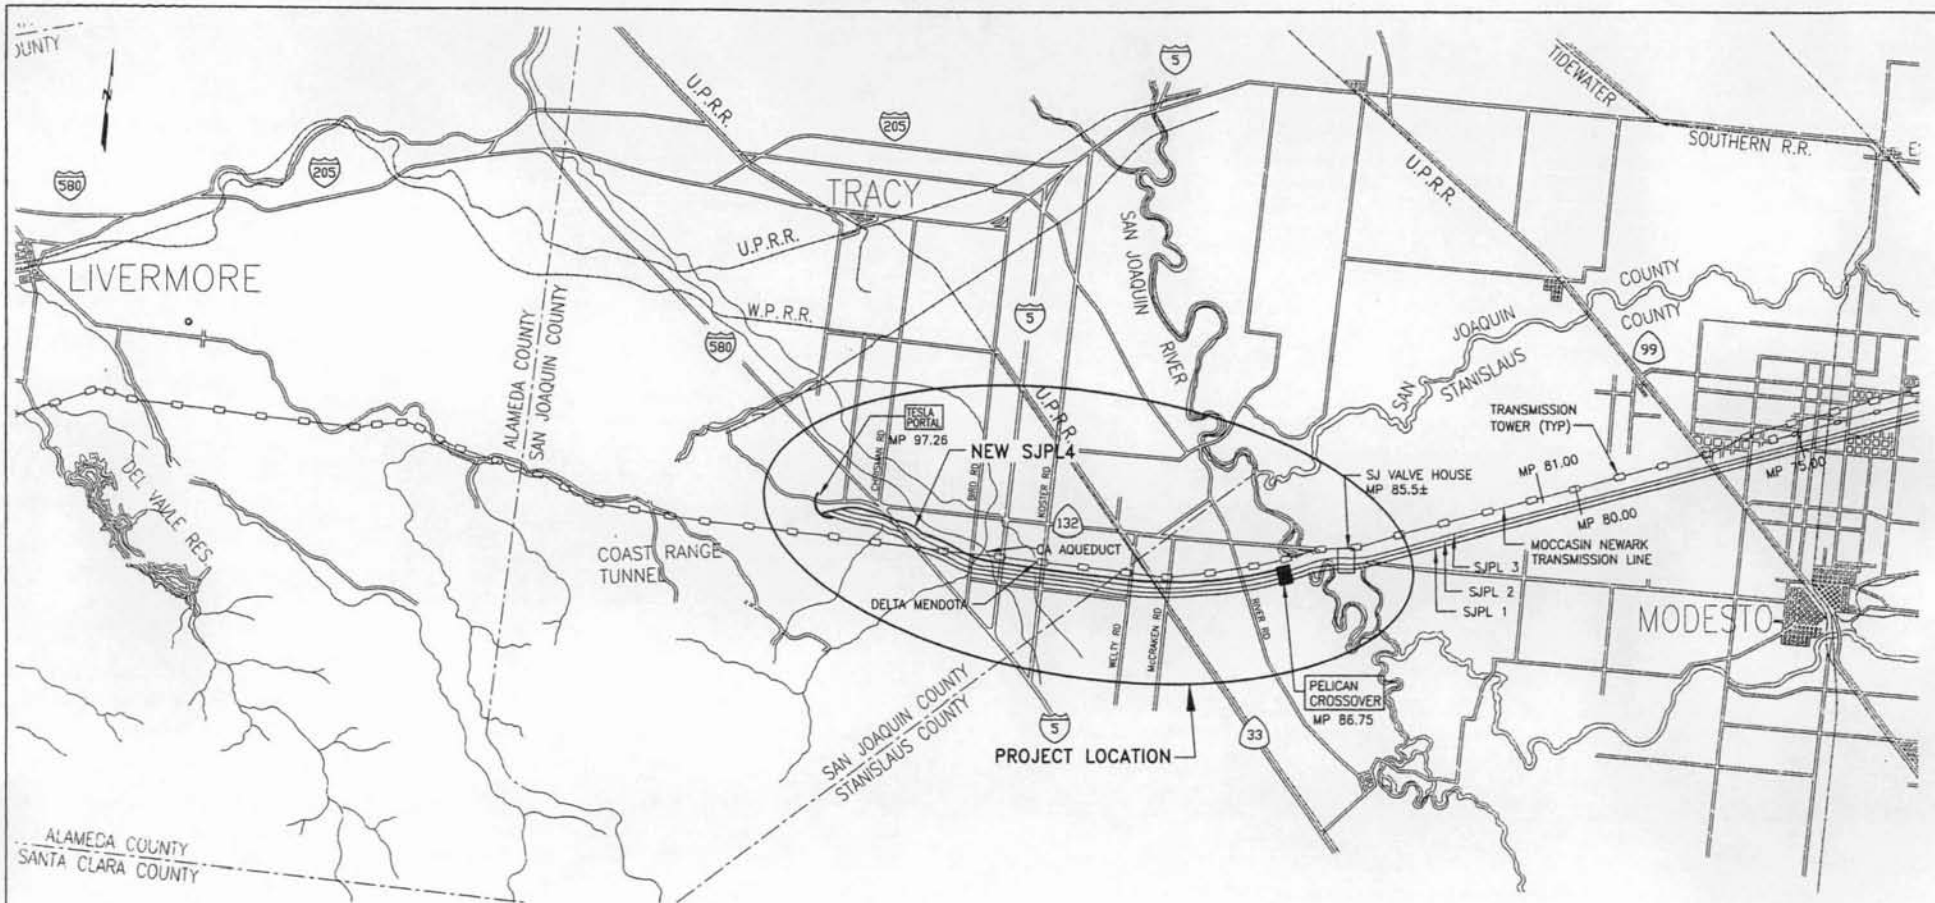 OUNTY
N
580
205
U.P.R.R.
205
5
TIDEWATER
SOUTHERN R.R.
U.P.R.R.
TRACY
LIVERMORE
U.P.R.R.
W.P.R.R.
580
5
SAN JOAQUIN
RIVER
ALAMEDA COUNTY
SAN JOAQUIN COUNTY
SAN JOAQUIN COUNTY
STANISLAUS COUNTY
99
TESLA
PORTAL
MP 97.26
CHRISMAN RD
NEW SJPL4
BIRD RD
KOSTER RD
U.P.R.R.
132
TRANSMISSION
TOWER (TYP)
SJ VALVE HOUSE
MP 85.5±
MP 81.00
MP 80.00
MP 75.00
MOCCASIN NEWARK
TRANSMISSION LINE
SJPL 3
SJPL 2
SJPL 1
MODESTO
DEL VALLE RES
COAST RANGE
TUNNEL
CA AQUEDUCT
DELTA MENDOTA
WELTY RD
McCRAKEN RD
RIVER RD
PELICAN
CROSSOVER
MP 86.75
SAN JOAQUIN COUNTY
STANISLAUS COUNTY
5
33
PROJECT LOCATION
ALAMEDA COUNTY
SANTA CLARA COUNTY